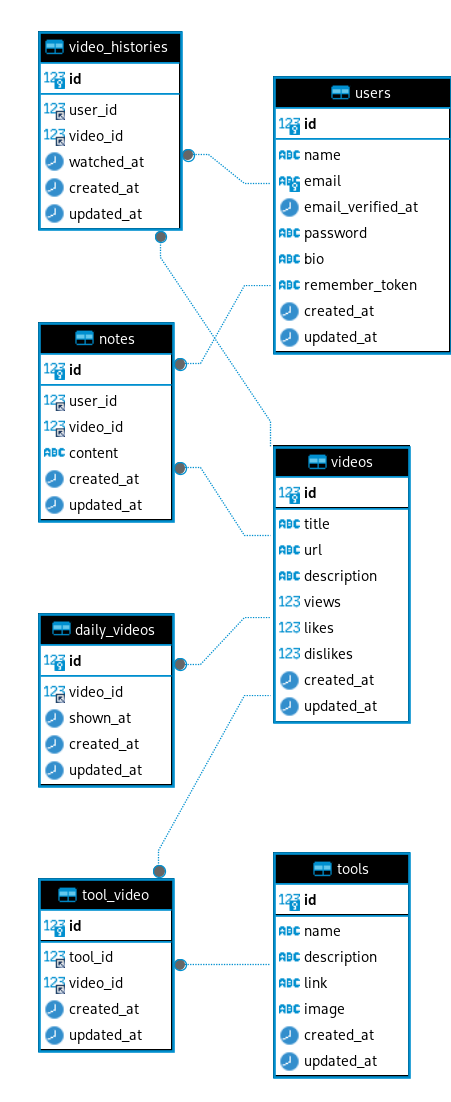 video_histories
123 id
123 user_id
123 video_id
watched_at
created_at
updated_at
users
123 id
ABC name
ABC email
email_verified_at
ABC password
ABC bio
ABC remember_token
created_at
updated_at
notes
123 id
123 user_id
123 video_id
ABC content
created_at
updated_at
videos
123 id
ABC title
ABC url
ABC description
123 views
123 likes
123 dislikes
created_at
updated_at
daily_videos
123 id
123 video_id
shown_at
created_at
updated_at
tool_video
123 id
123 tool_id
123 video_id
created_at
updated_at
tools
123 id
ABC name
ABC description
ABC link
ABC image
created_at
updated_at